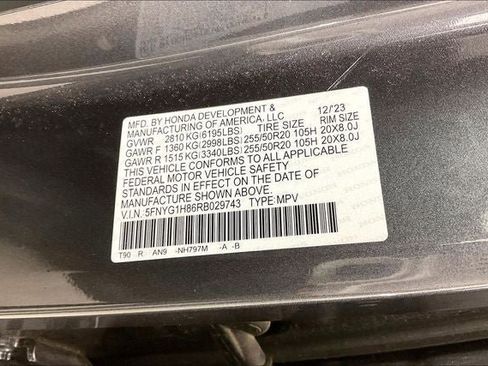 MFD. BY HONDA DEVELOPMENT & 12/23
MANUFACTURING OF AMERICA, LLC
GVWR 2810 KG(6195LBS) TIRE SIZE RIM SIZE
GAWR F 1360 KG(2998LBS) 255/50R20 105H 20X8.0J
GAWR R 1515 KG(3340LBS) 255/50R20 105H 20X8.0J
THIS VEHICLE CONFORMS TO ALL APPLICABLE
FEDERAL MOTOR VEHICLE SAFETY
STANDARDS IN EFFECT ON THE DATE OF
MANUFACTURE SHOWN ABOVE.
V.I.N.: 5FNYG1H86RB029743 TYPE: MPV
T90 R AN9 -NH797M -A -B